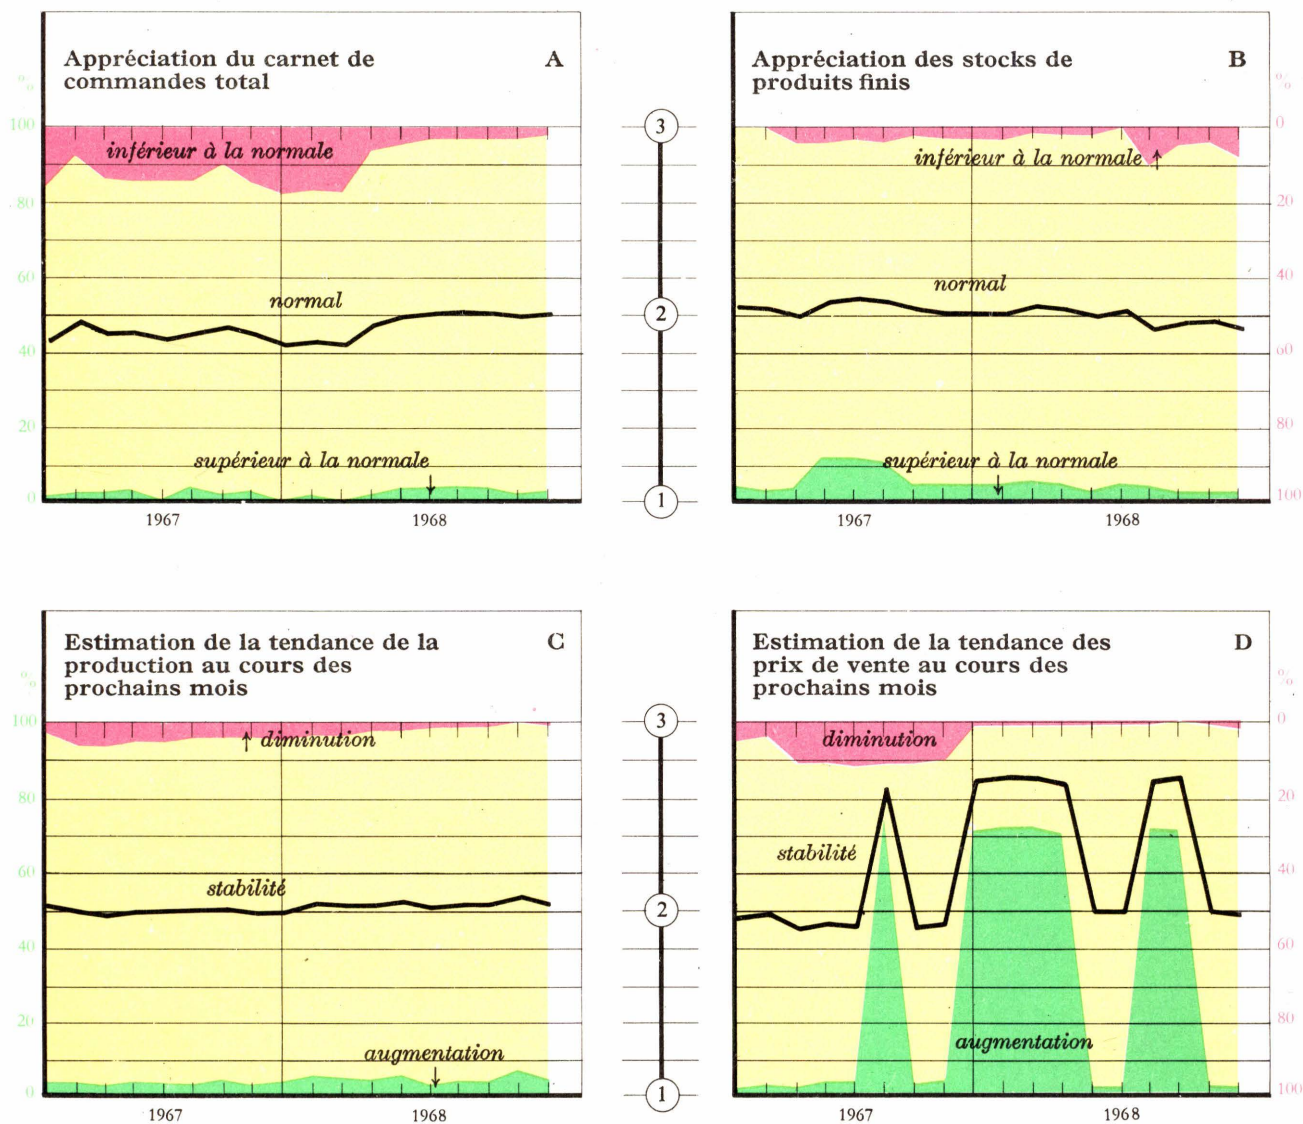 Appréciation du carnet de
commandes total
A
%
100
80
60
40
20
0
inférieur à la normale
normal
supérieur à la normale
1967
1968
3
2
1
Appréciation des stocks de
produits finis
B
%
0
20
40
60
80
100
inférieur à la normale
normal
supérieur à la normale
1967
1968
Estimation de la tendance de la
production au cours des
prochains mois
C
%
100
80
60
40
20
0
diminution
stabilité
augmentation
1967
1968
3
2
1
Estimation de la tendance des
prix de vente au cours des
prochains mois
D
%
0
20
40
60
80
100
diminution
stabilité
augmentation
1967
1968